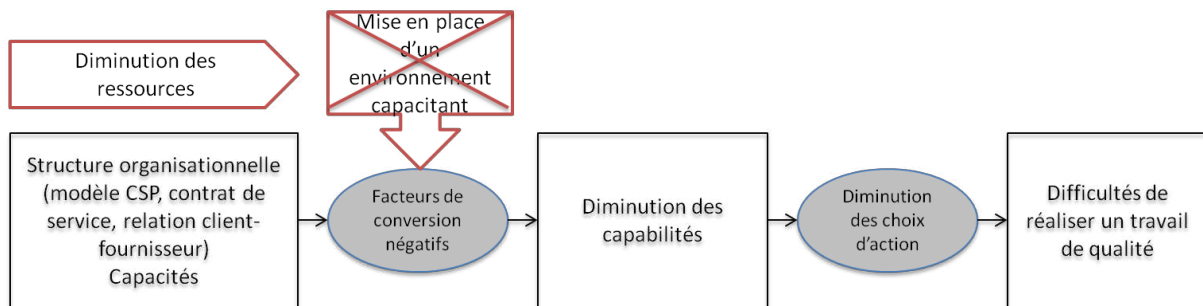 Diminution des
ressources
Mise en place
d'un
environnement
capacitant
Structure organisationnelle
(modèle CSP, contrat de
service, relation client-
fournisseur)
Capacités
Facteurs de
conversion
négatifs
Diminution des
capabilités
Diminution
des choix
d'action
Difficultés de
réaliser un travail
de qualité